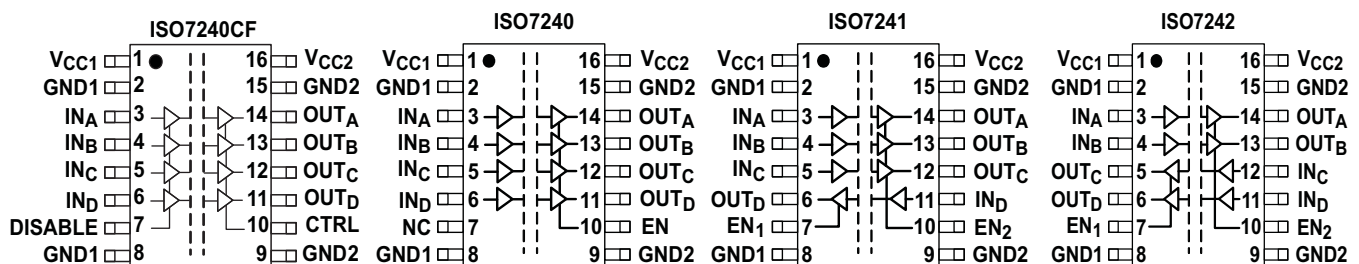 ISO7240CF
VCC1 1 16 VCC2
GND1 2 15 GND2
INA 3 14 OUTA
INB 4 13 OUTB
INC 5 12 OUTC
IND 6 11 OUTD
DISABLE 7 10 CTRL
GND1 8 9 GND2
ISO7240
VCC1 1 16 VCC2
GND1 2 15 GND2
INA 3 14 OUTA
INB 4 13 OUTB
INC 5 12 OUTC
IND 6 11 OUTD
NC 7 10 EN
GND1 8 9 GND2
ISO7241
VCC1 1 16 VCC2
GND1 2 15 GND2
INA 3 14 OUTA
INB 4 13 OUTB
INC 5 12 OUTC
OUTD 6 11 IND
EN1 7 10 EN2
GND1 8 9 GND2
ISO7242
VCC1 1 16 VCC2
GND1 2 15 GND2
INA 3 14 OUTA
INB 4 13 OUTB
OUTC 5 12 INC
OUTD 6 11 IND
EN1 7 10 EN2
GND1 8 9 GND2